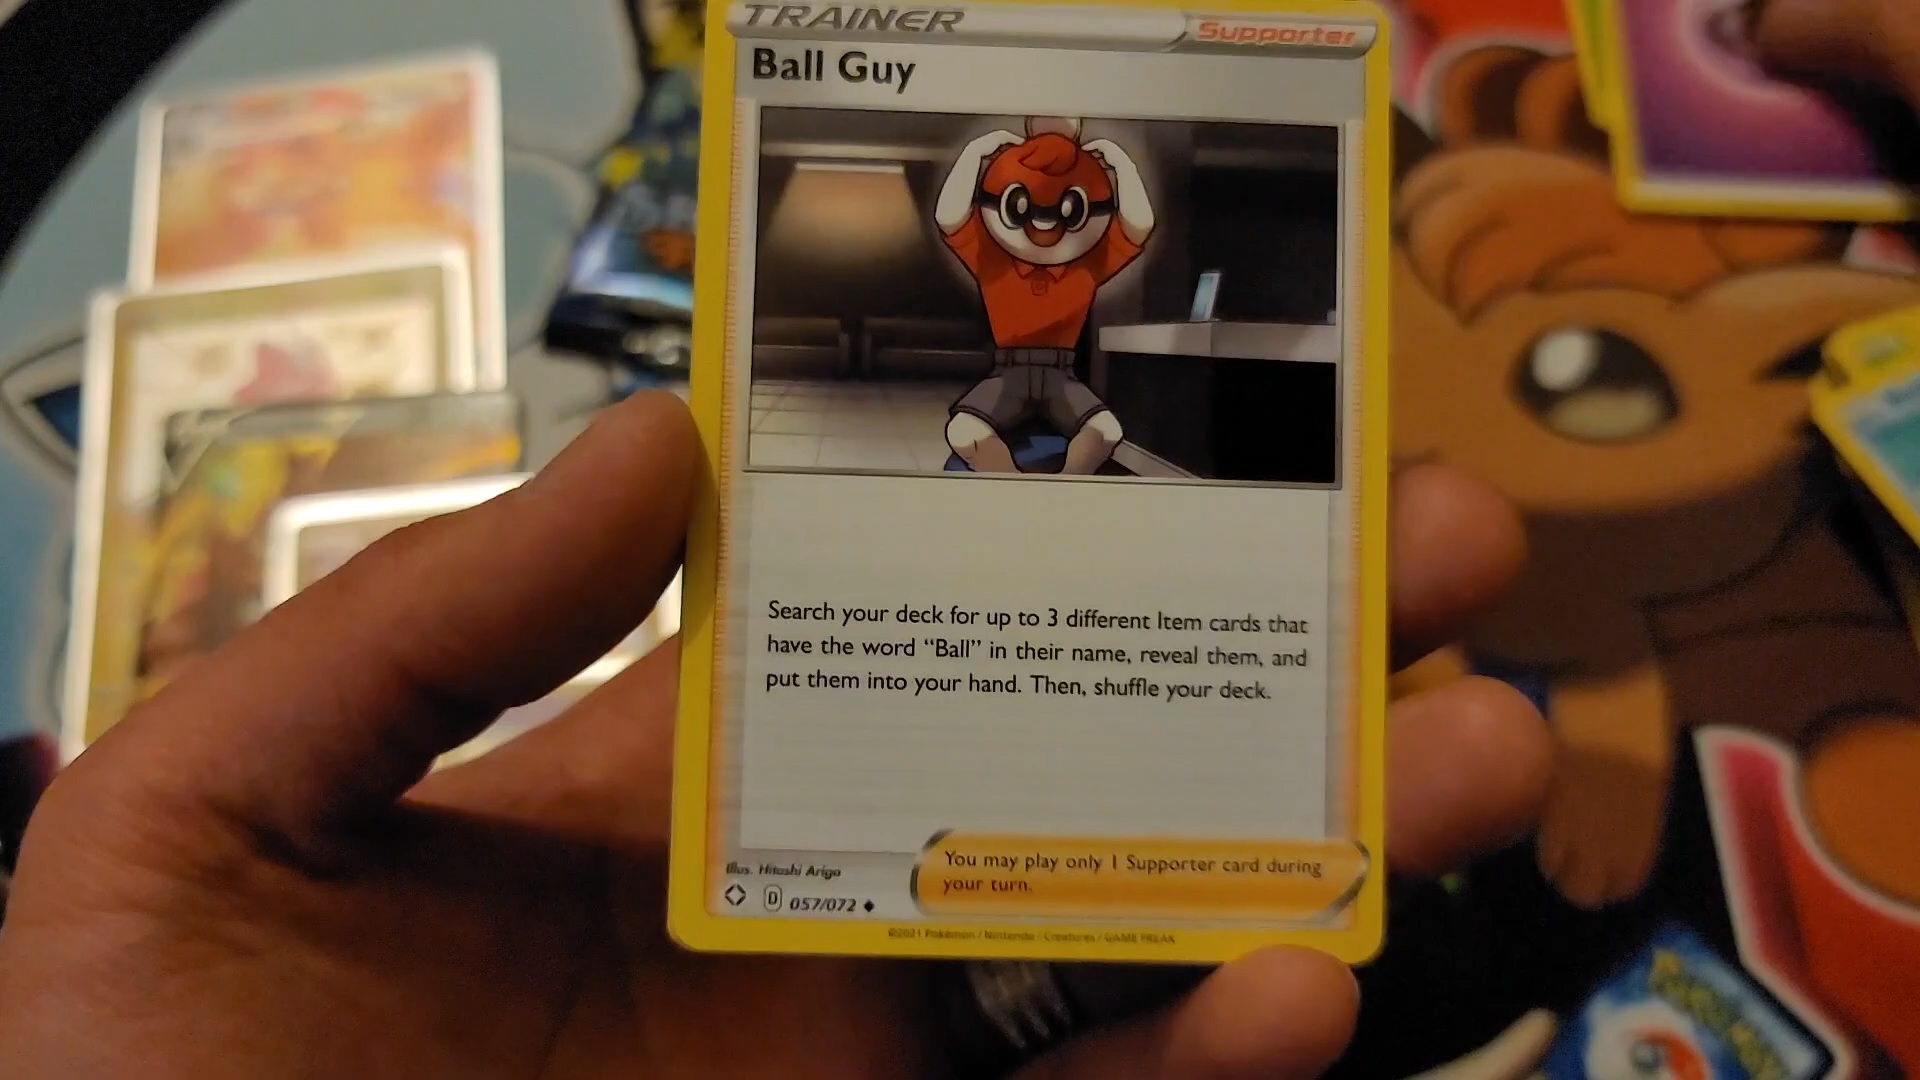 TRAINER
Supporter
Ball Guy
Search your deck for up to 3 different Item cards that
have the word “Ball” in their name, reveal them, and
put them into your hand. Then, shuffle your deck.
Illus. Hitoshi Ariga
D 057/072
You may play only 1 Supporter card during
your turn.
©2021 Pokémon / Nintendo / Creatures / GAME FREAK